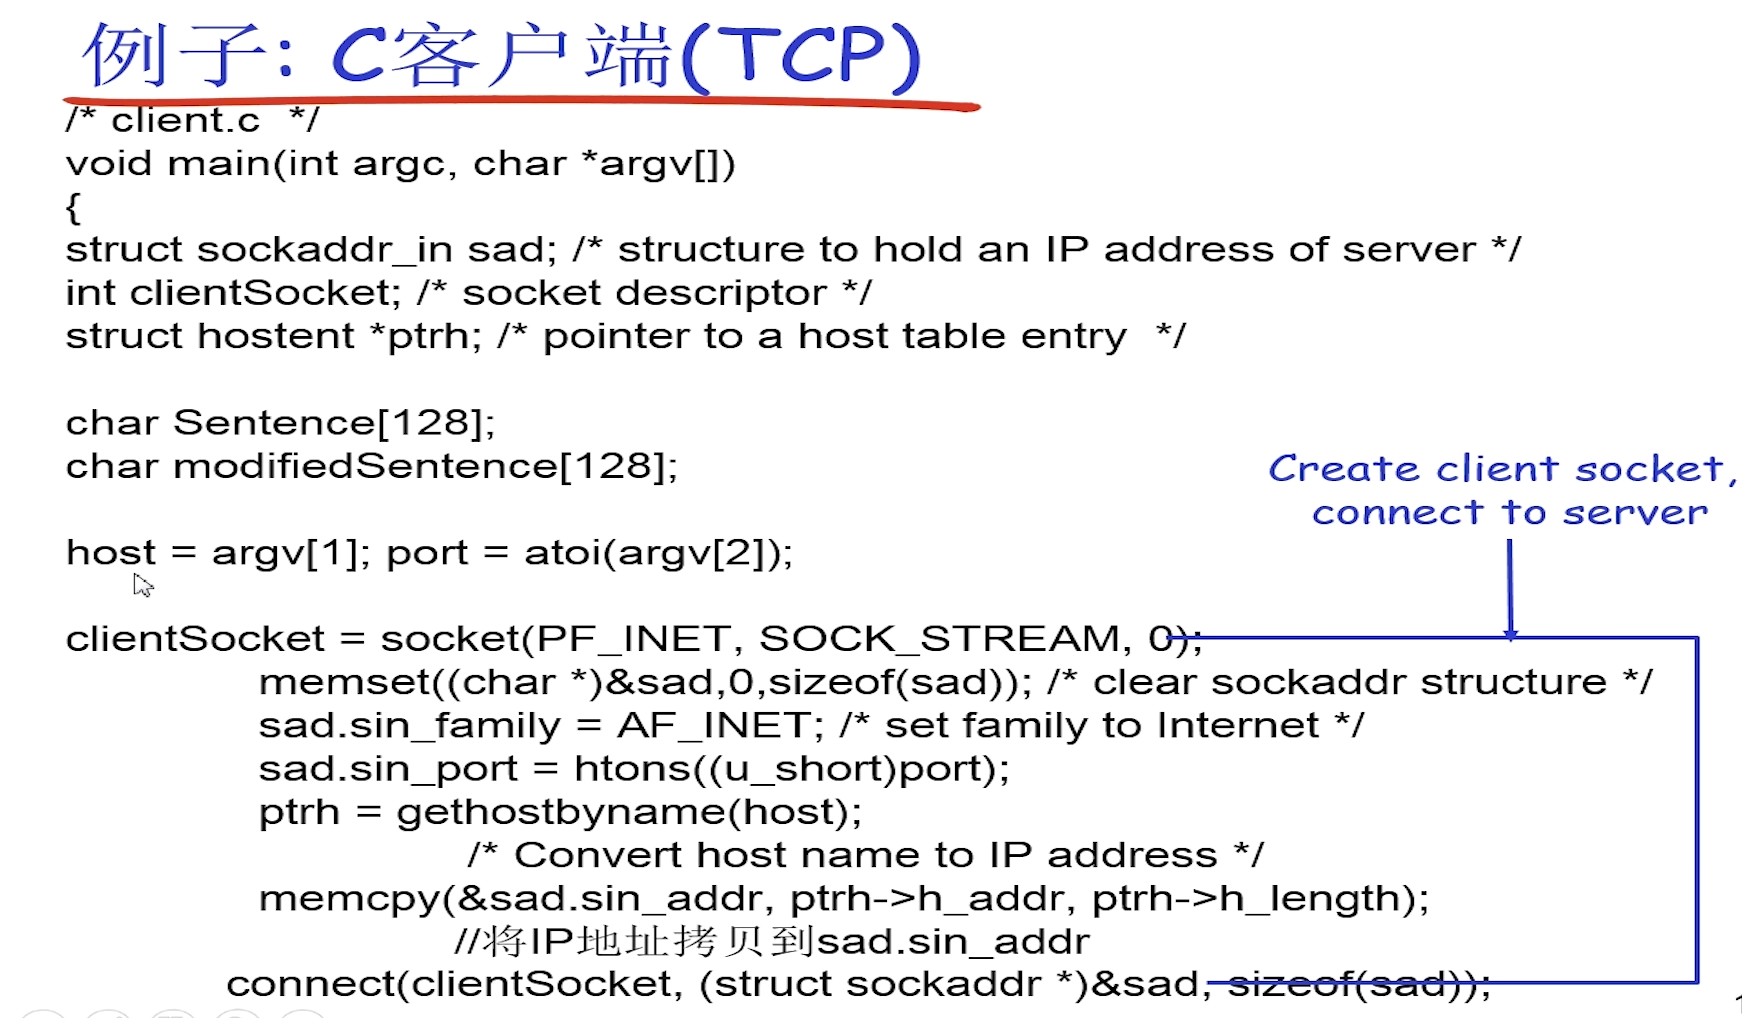 例子: C客户端(TCP)
/* client.c  */
void main(int argc, char *argv[])
{
struct sockaddr_in sad; /* structure to hold an IP address of server */
int clientSocket; /* socket descriptor */
struct hostent *ptrh; /* pointer to a host table entry  */
char Sentence[128];
char modifiedSentence[128];
Create client socket,
connect to server
host = argv[1]; port = atoi(argv[2]);
clientSocket = socket(PF_INET, SOCK_STREAM, 0);
memset((char *)&sad,0,sizeof(sad)); /* clear sockaddr structure */
sad.sin_family = AF_INET; /* set family to Internet */
sad.sin_port = htons((u_short)port);
ptrh = gethostbyname(host);
/* Convert host name to IP address */
memcpy(&sad.sin_addr, ptrh->h_addr, ptrh->h_length);
//将IP地址拷贝到sad.sin_addr
connect(clientSocket, (struct sockaddr *)&sad, sizeof(sad));